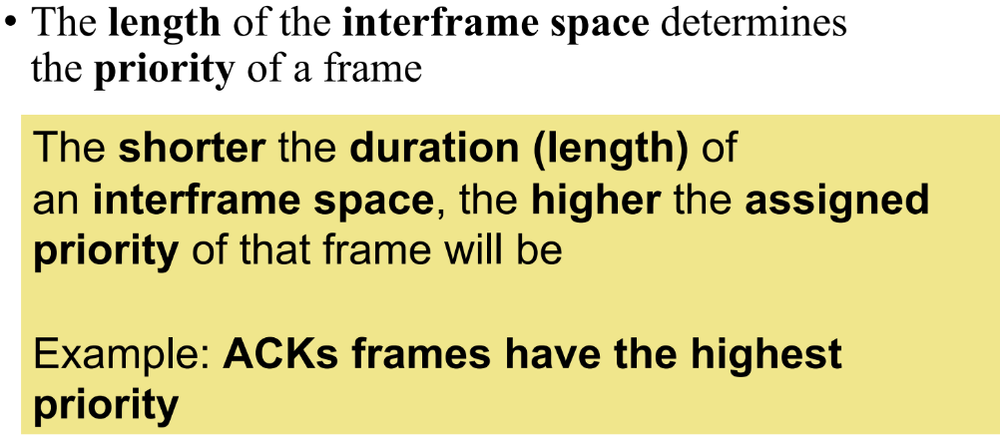 • The length of the interframe space determines
the priority of a frame
The shorter the duration (length) of
an interframe space, the higher the assigned
priority of that frame will be
Example: ACKs frames have the highest
priority